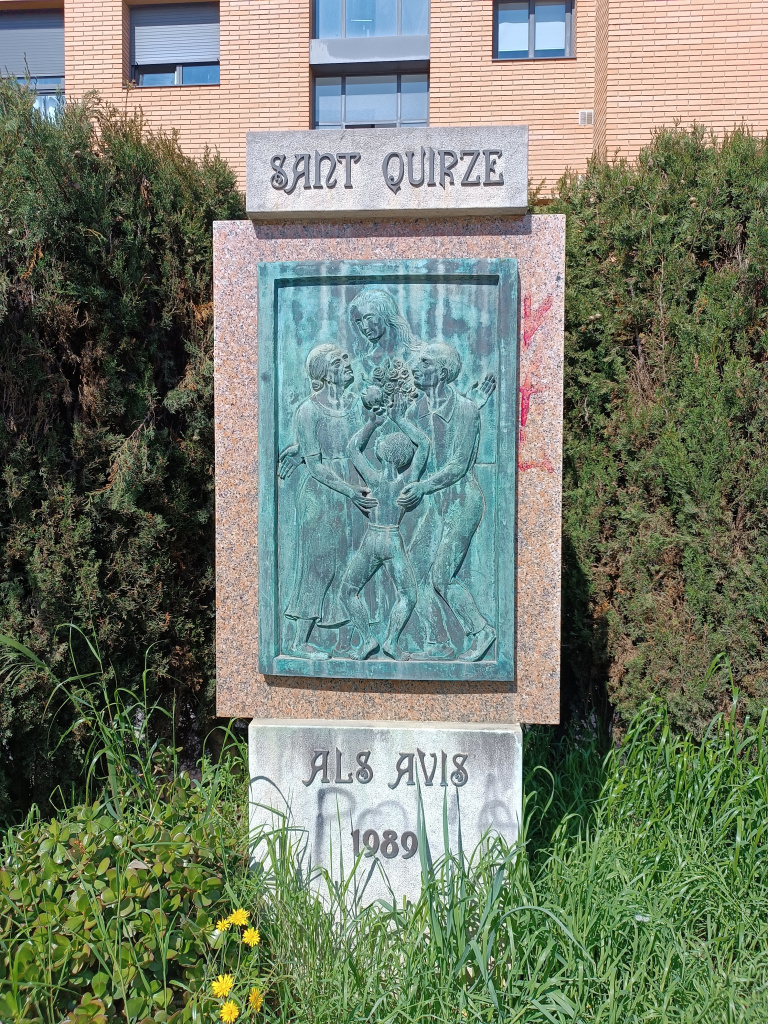 SANT QUIRZE
ALS AVIS
1989